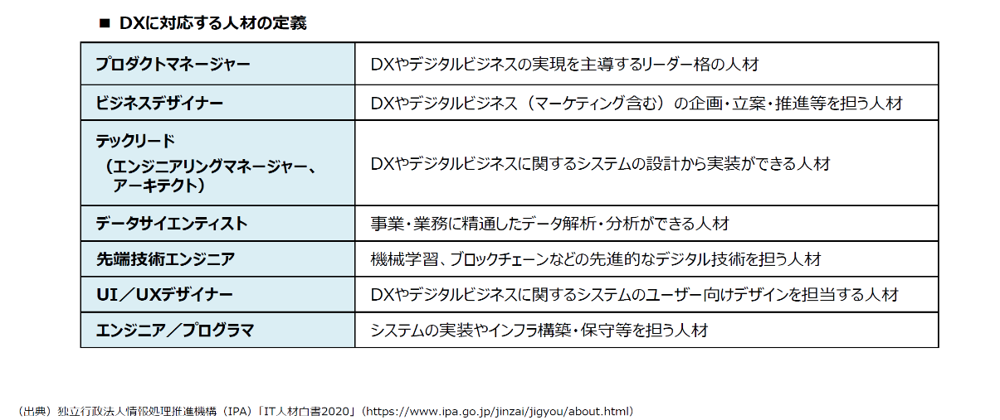 ■ DXに対応する人材の定義
プロダクトマネージャー
DXやデジタルビジネスの実現を主導するリーダー格の人材
ビジネスデザイナー
DXやデジタルビジネス（マーケティング含む）の企画・立案・推進等を担う人材
テックリード
（エンジニアリングマネージャー、
アーキテクト）
DXやデジタルビジネスに関するシステムの設計から実装ができる人材
データサイエンティスト
事業・業務に精通したデータ解析・分析ができる人材
先端技術エンジニア
機械学習、ブロックチェーンなどの先進的なデジタル技術を担う人材
UI／UXデザイナー
DXやデジタルビジネスに関するシステムのユーザー向けデザインを担当する人材
エンジニア／プログラマ
システムの実装やインフラ構築・保守等を担う人材
（出典）独立行政法人情報処理推進機構（IPA）「IT人材白書2020」（https://www.ipa.go.jp/jinzai/jigyou/about.html）